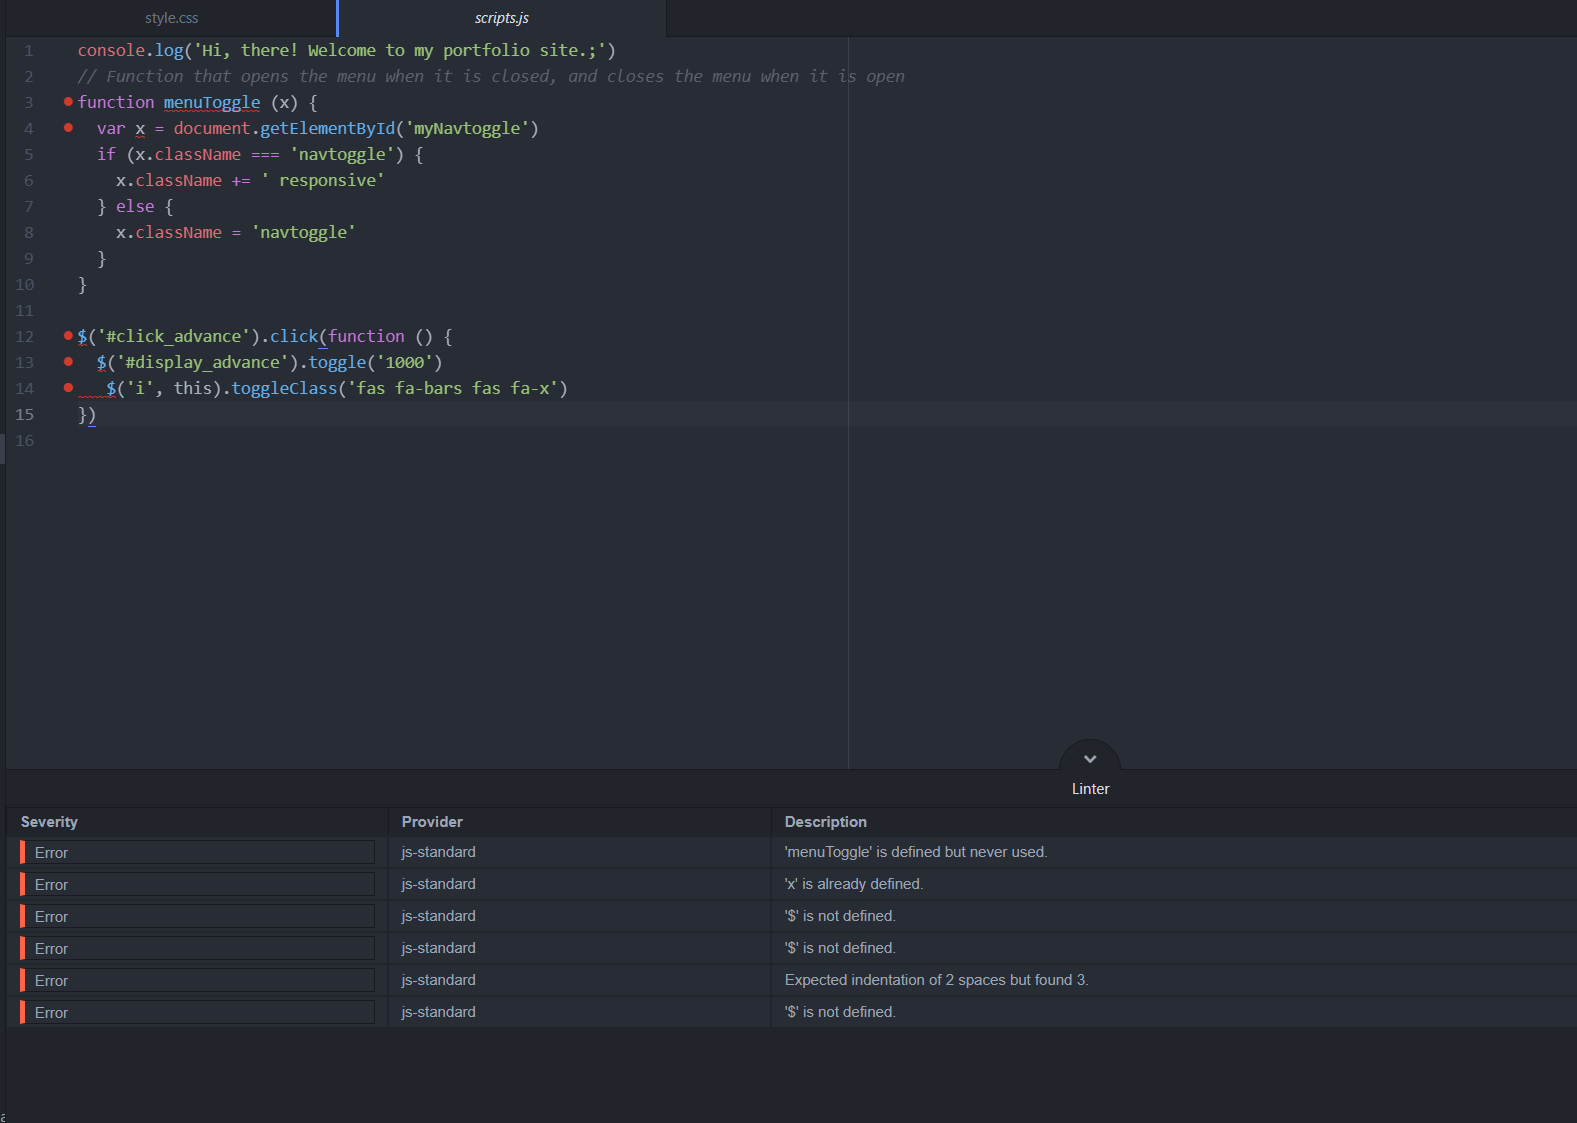 style.css scripts.js
1 console.log('Hi, there! Welcome to my portfolio site.;')
2 // Function that opens the menu when it is closed, and closes the menu when it is open
3 function menuToggle (x) {
4   var x = document.getElementById('myNavtoggle')
5   if (x.className === 'navtoggle') {
6     x.className += ' responsive'
7   } else {
8     x.className = 'navtoggle'
9   }
10 }
11
12 $('#click_advance').click(function () {
13   $('#display_advance').toggle('1000')
14    $('i', this).toggleClass('fas fa-bars fas fa-x')
15 })
16
Linter
Severity Provider Description
Error js-standard 'menuToggle' is defined but never used.
Error js-standard 'x' is already defined.
Error js-standard '$' is not defined.
Error js-standard '$' is not defined.
Error js-standard Expected indentation of 2 spaces but found 3.
Error js-standard '$' is not defined.